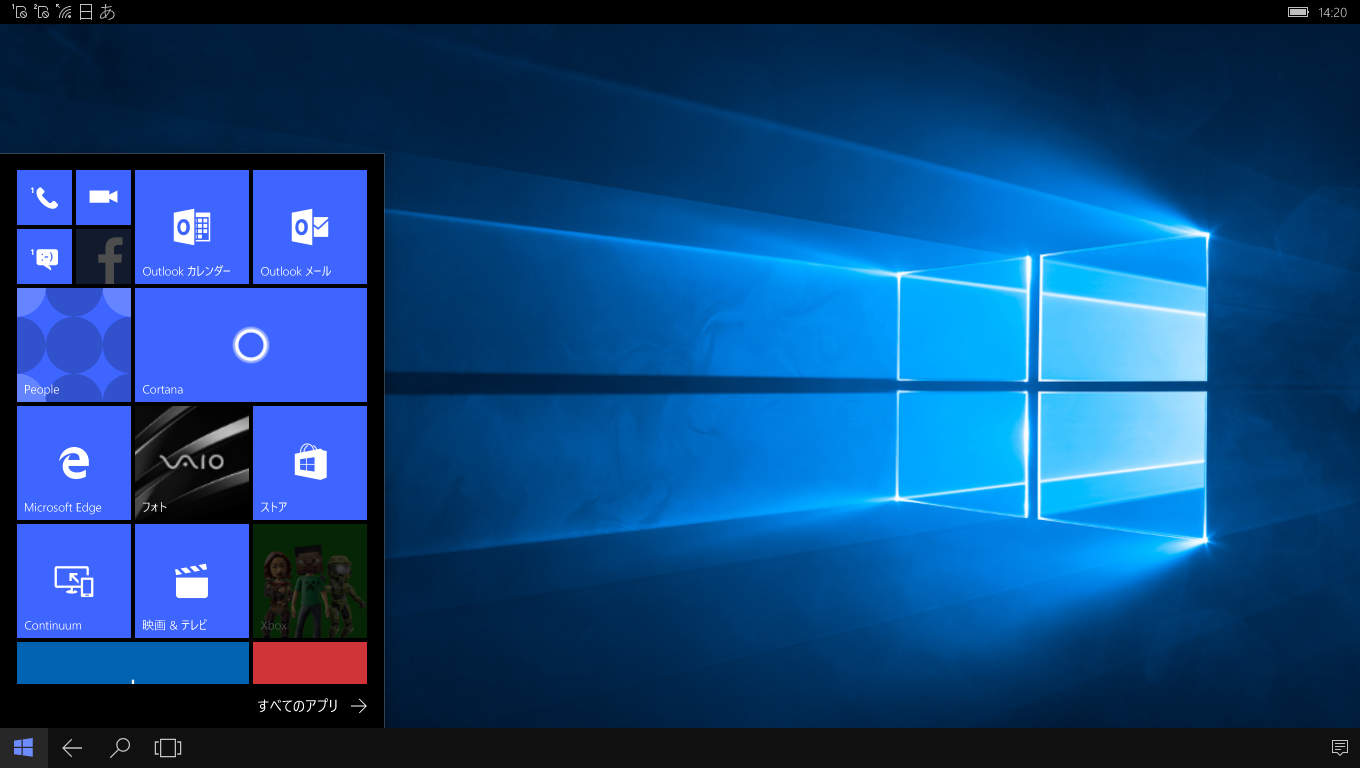 1 2 日 あ
14:20
1
1 :-)
Outlook カレンダー
Outlook メール
People
Cortana
Microsoft Edge
VAIO
フォト
ストア
Continuum
映画 & テレビ
Xbox
すべてのアプリ